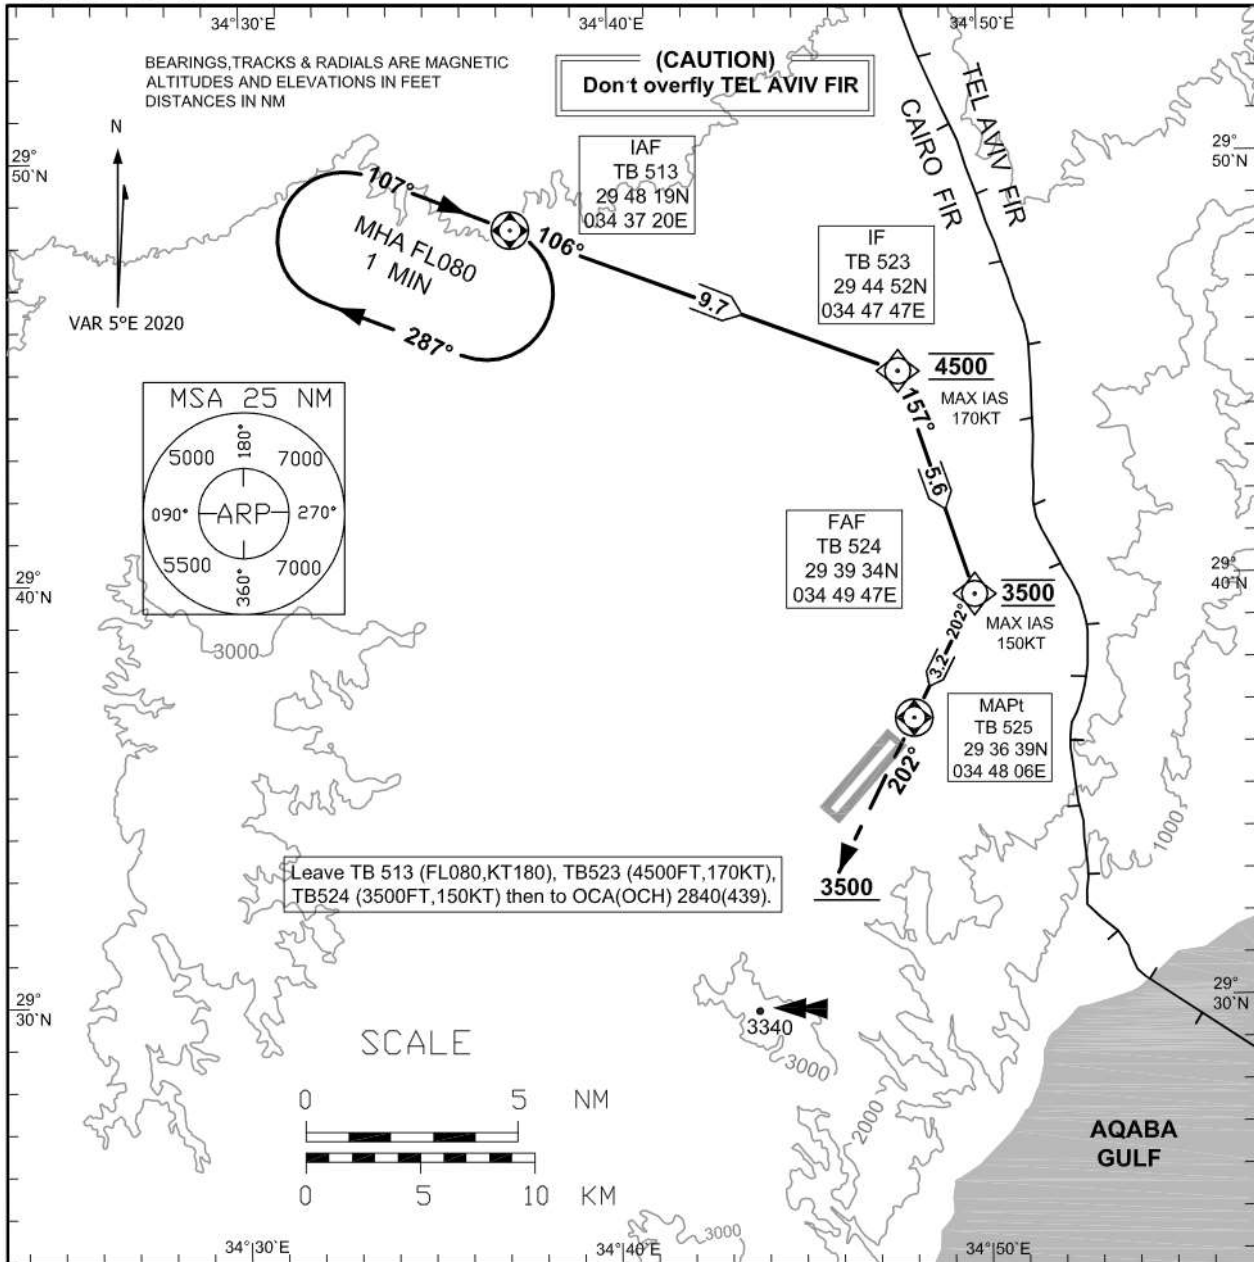 34°30'E
34°40'E
34°50'E
BEARINGS,TRACKS & RADIALS ARE MAGNETIC
ALTITUDES AND ELEVATIONS IN FEET
DISTANCES IN NM
(CAUTION)
Don't overfly TEL AVIV FIR
TEL AVIV FIR
CAIRO FIR
N
VAR 5°E 2020
29°
50'N
29°
50'N
IAF
TB 513
29 48 19N
034 37 20E
107°
MHA FL080
1 MIN
287°
106°
9.7
IF
TB 523
29 44 52N
034 47 47E
4500
MAX IAS
170KT
157°
5.6
MSA 25 NM
5000
180°
7000
090°
ARP
270°
5500
360°
7000
FAF
TB 524
29 39 34N
034 49 47E
29°
40'N
29°
40'N
3500
MAX IAS
150KT
202°
3.2
3000
MAPt
TB 525
29 36 39N
034 48 06E
202°
1000
Leave TB 513 (FL080,KT180), TB523 (4500FT,170KT),
TB524 (3500FT,150KT) then to OCA(OCH) 2840(439).
3500
29°
30'N
29°
30'N
3340
3000
2000
SCALE
0 5 NM
0 5 10 KM
AQABA
GULF
3000
34°30'E
34°40'E
34°50'E